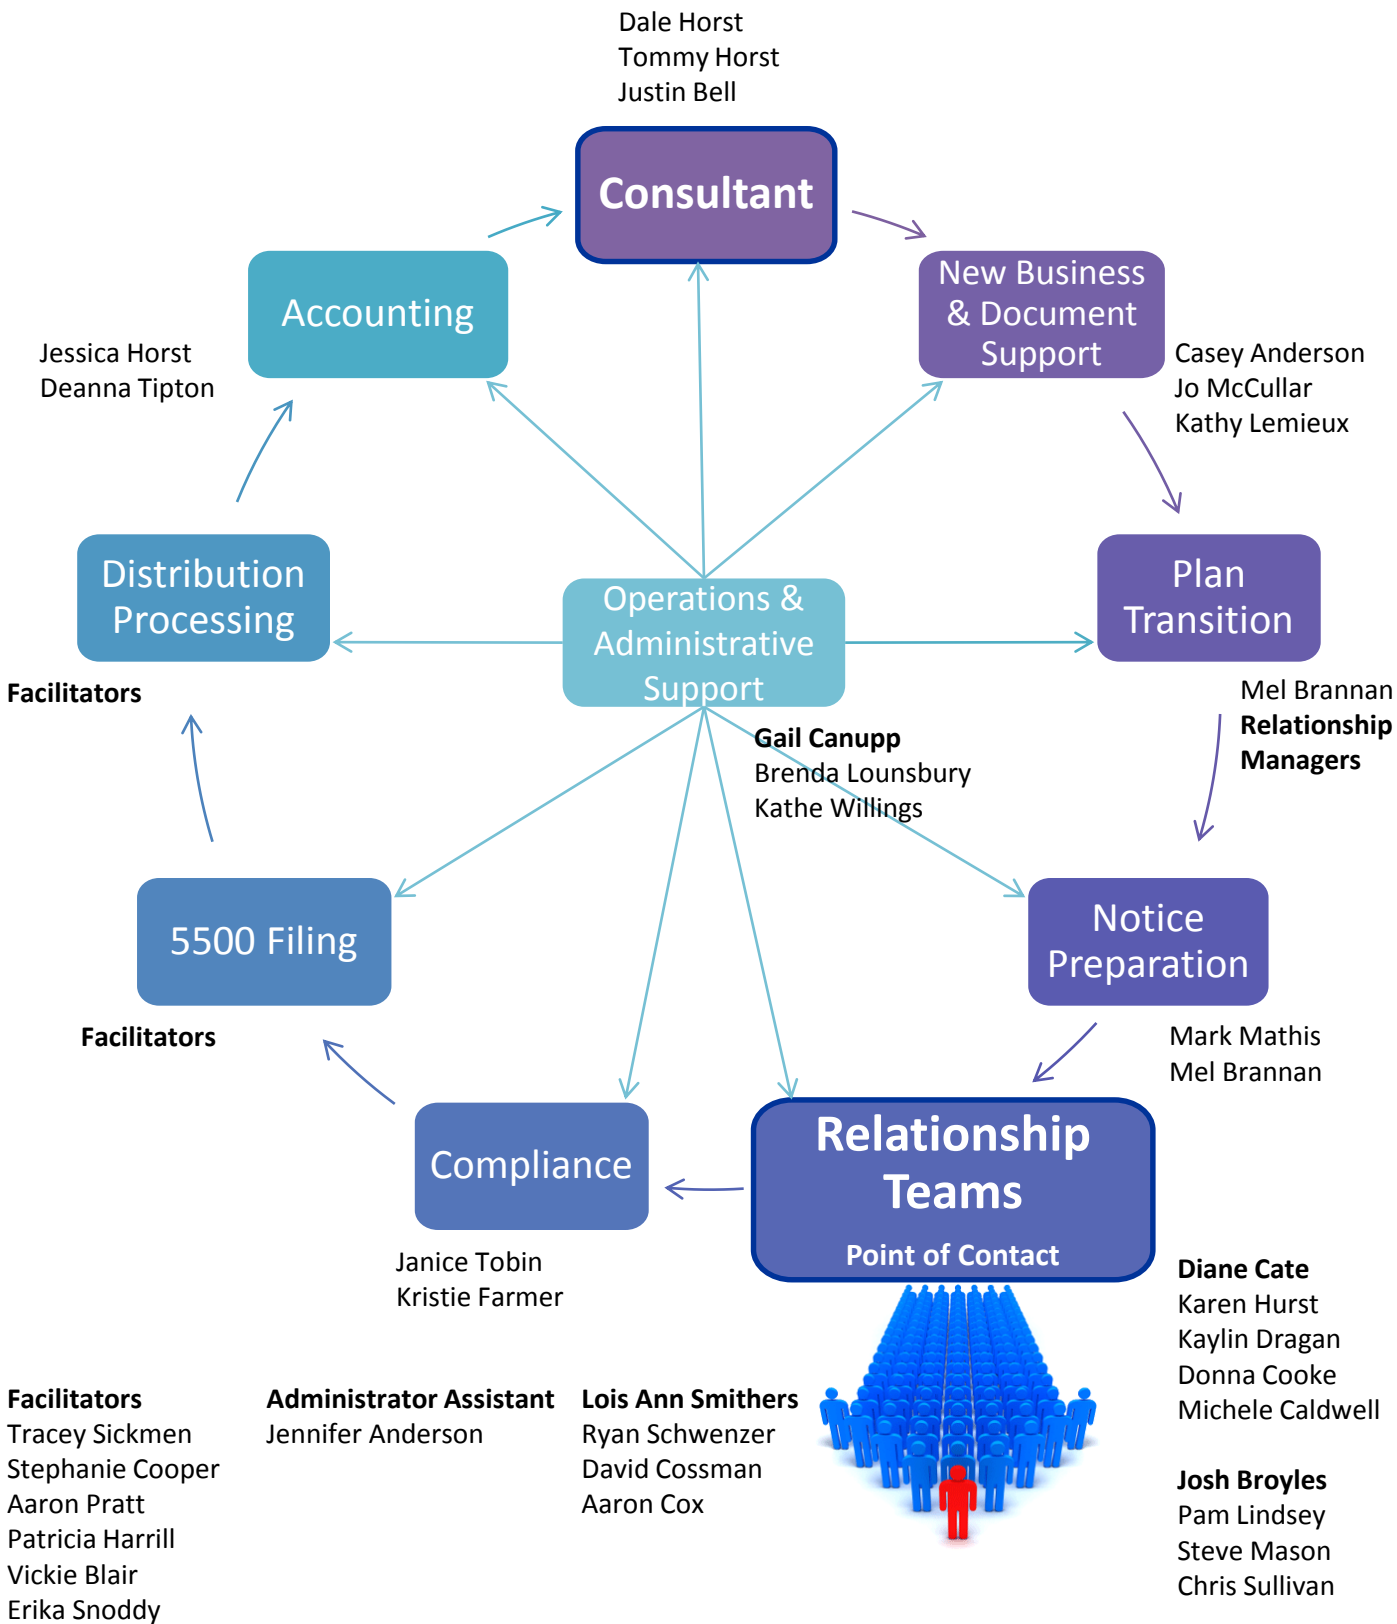 Dale Horst
Tommy Horst
Justin Bell
Consultant
New Business
& Document
Support
Casey Anderson
Jo McCullar
Kathy Lemieux
Accounting
Jessica Horst
Deanna Tipton
Distribution
Processing
Facilitators
Operations &
Administrative
Support
Gail Canupp
Brenda Lounsbury
Kathe Willings
Plan
Transition
Mel Brannan
Relationship
Managers
5500 Filing
Facilitators
Notice
Preparation
Mark Mathis
Mel Brannan
Compliance
Janice Tobin
Kristie Farmer
Relationship
Teams
Point of Contact
Diane Cate
Karen Hurst
Kaylin Dragan
Donna Cooke
Michele Caldwell
Facilitators
Tracey Sickmen
Stephanie Cooper
Aaron Pratt
Patricia Harrill
Vickie Blair
Erika Snoddy
Administrator Assistant
Jennifer Anderson
Lois Ann Smithers
Ryan Schwenzer
David Cossman
Aaron Cox
Josh Broyles
Pam Lindsey
Steve Mason
Chris Sullivan